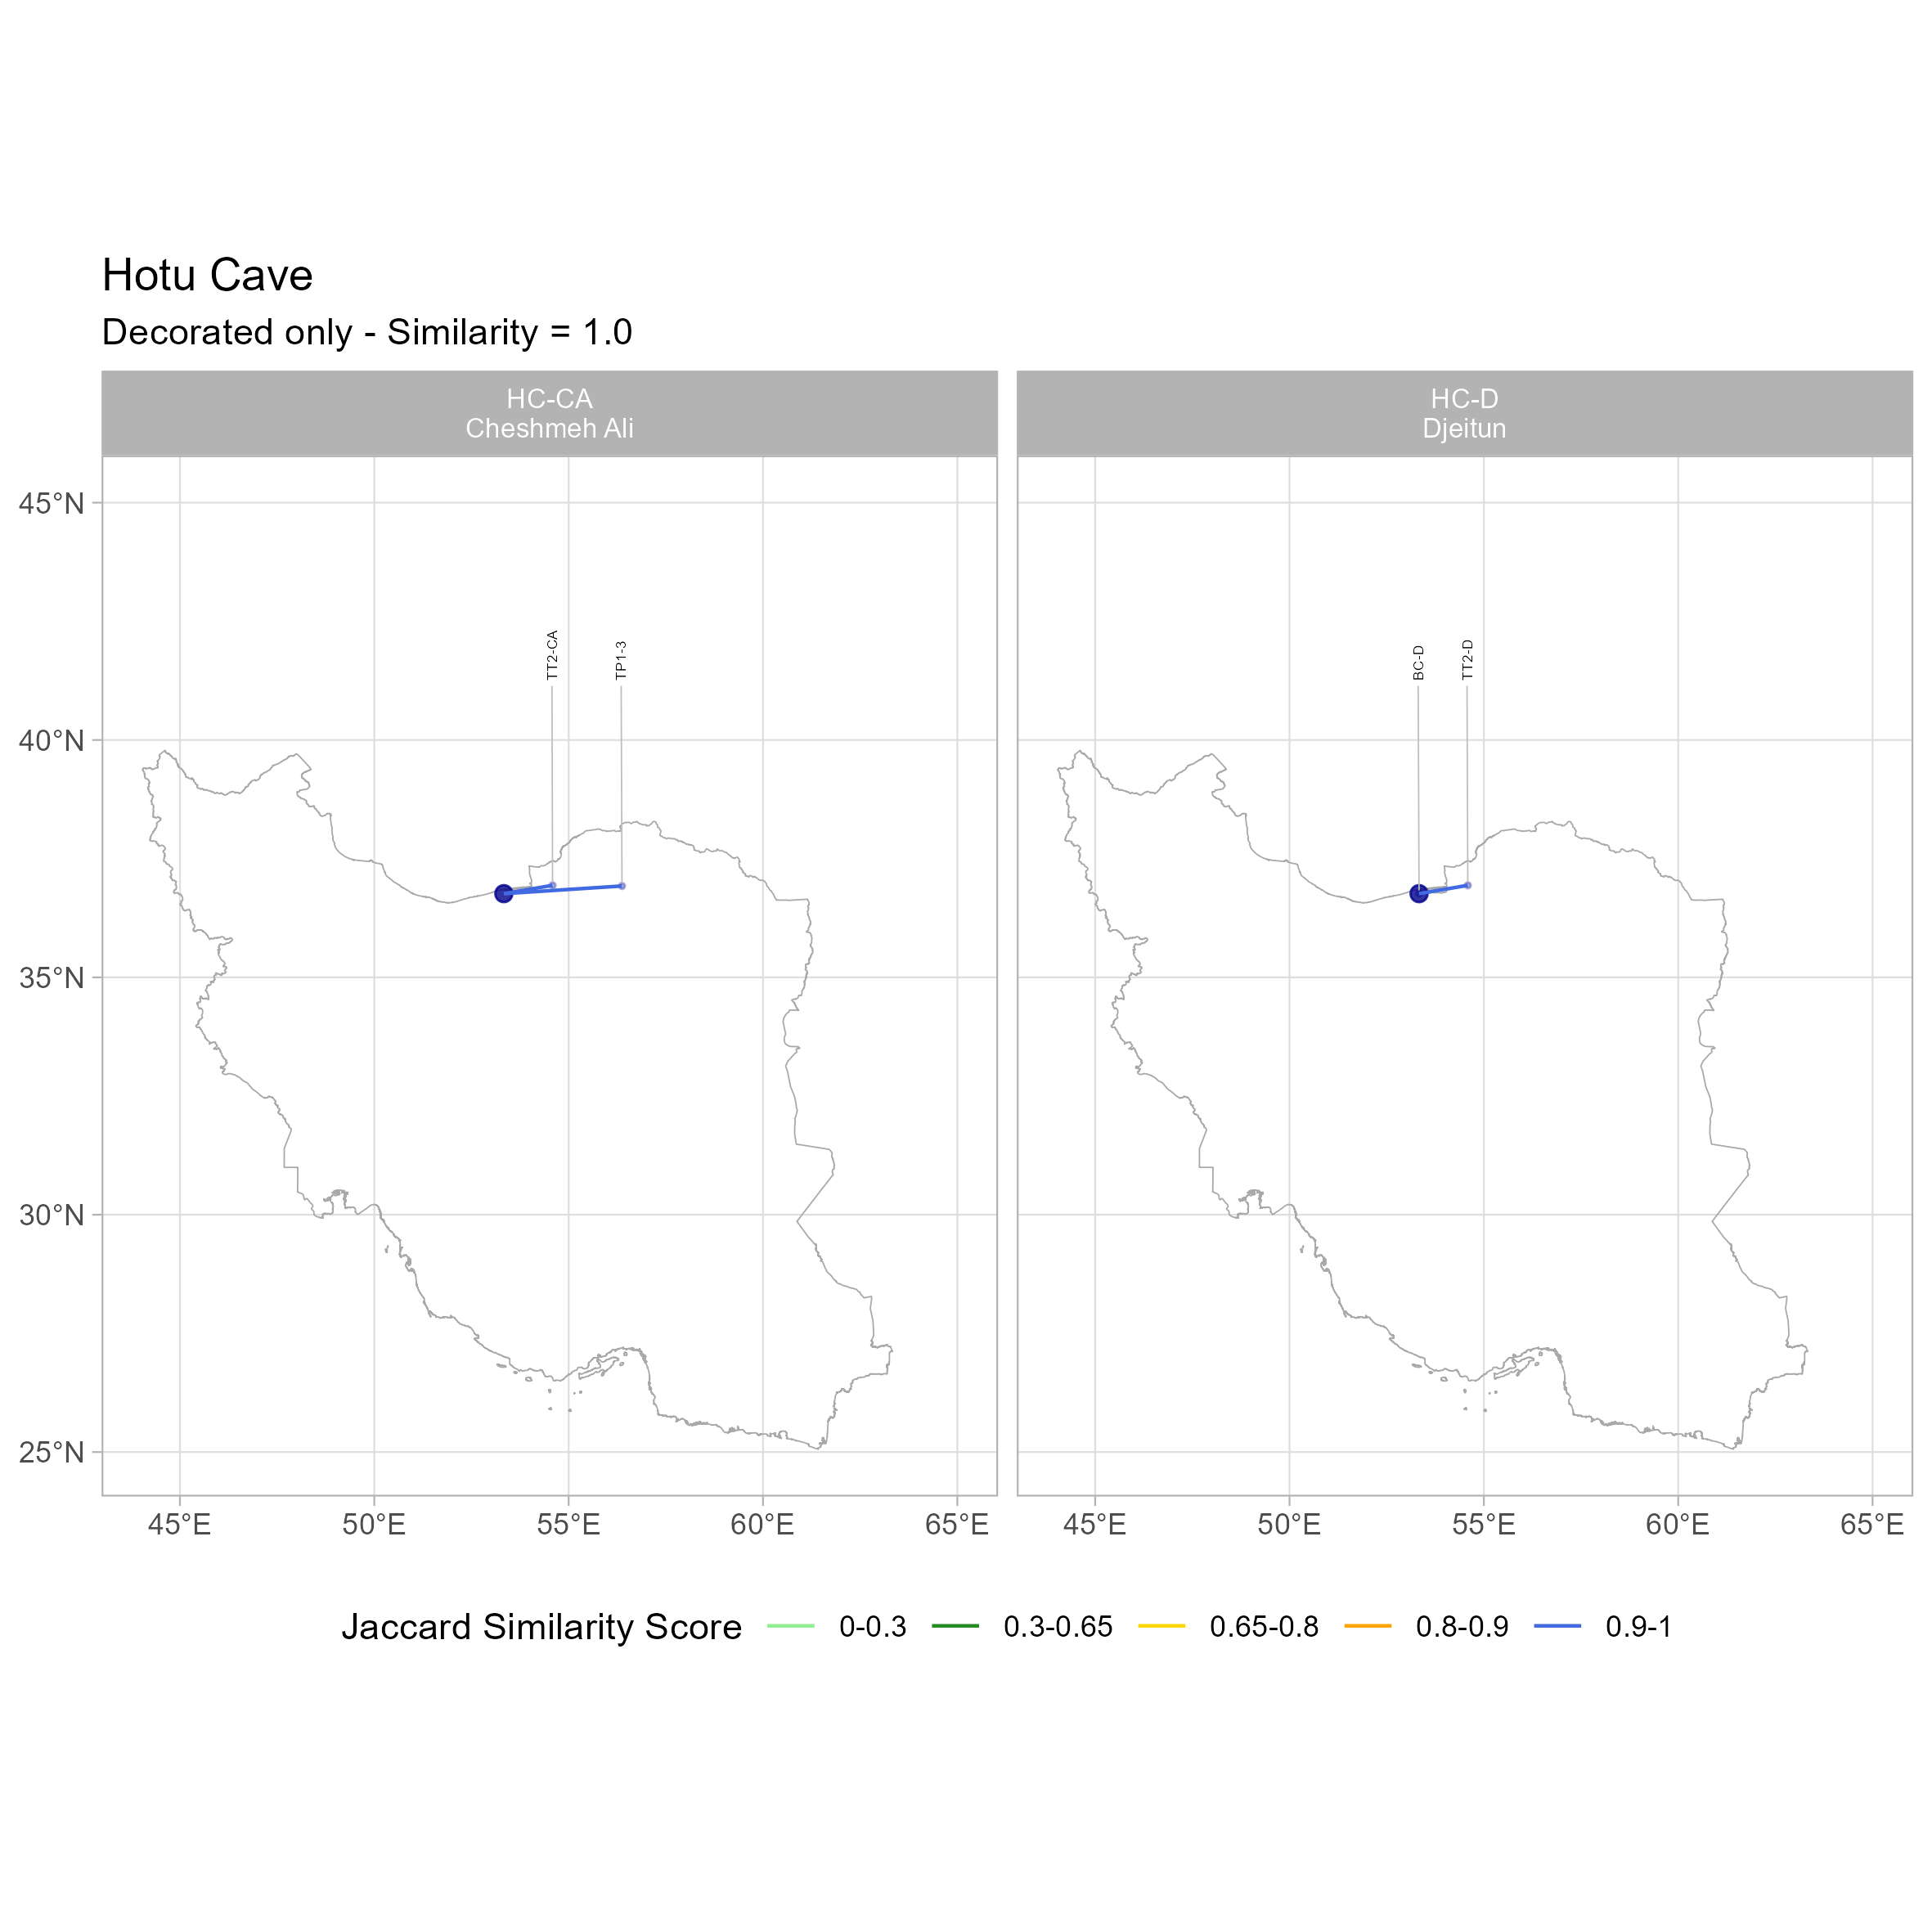 Hotu Cave
Decorated only - Similarity = 1.0
HC-CA
Cheshmeh Ali
HC-D
Djeitun
TT2-CA
TP1-3
BC-D
TT2-D
45°N
40°N
35°N
30°N
25°N
45°E 50°E 55°E 60°E 65°E
45°E 50°E 55°E 60°E 65°E
Jaccard Similarity Score 0-0.3 0.3-0.65 0.65-0.8 0.8-0.9 0.9-1